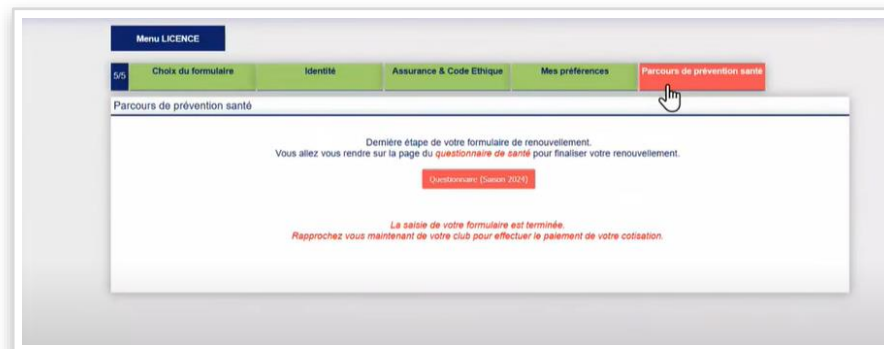 Menu LICENCE
5/5 Choix du formulaire Identité Assurance & Code Ethique Mes préférences Parcours de prévention santé
Parcours de prévention santé
Dernière étape de votre formulaire de renouvellement.
Vous allez vous rendre sur la page du questionnaire de santé pour finaliser votre renouvellement.
Questionnaire (Saison 2024)
La saisie de votre formulaire est terminée.
Rapprochez vous maintenant de votre club pour effectuer le paiement de votre cotisation.